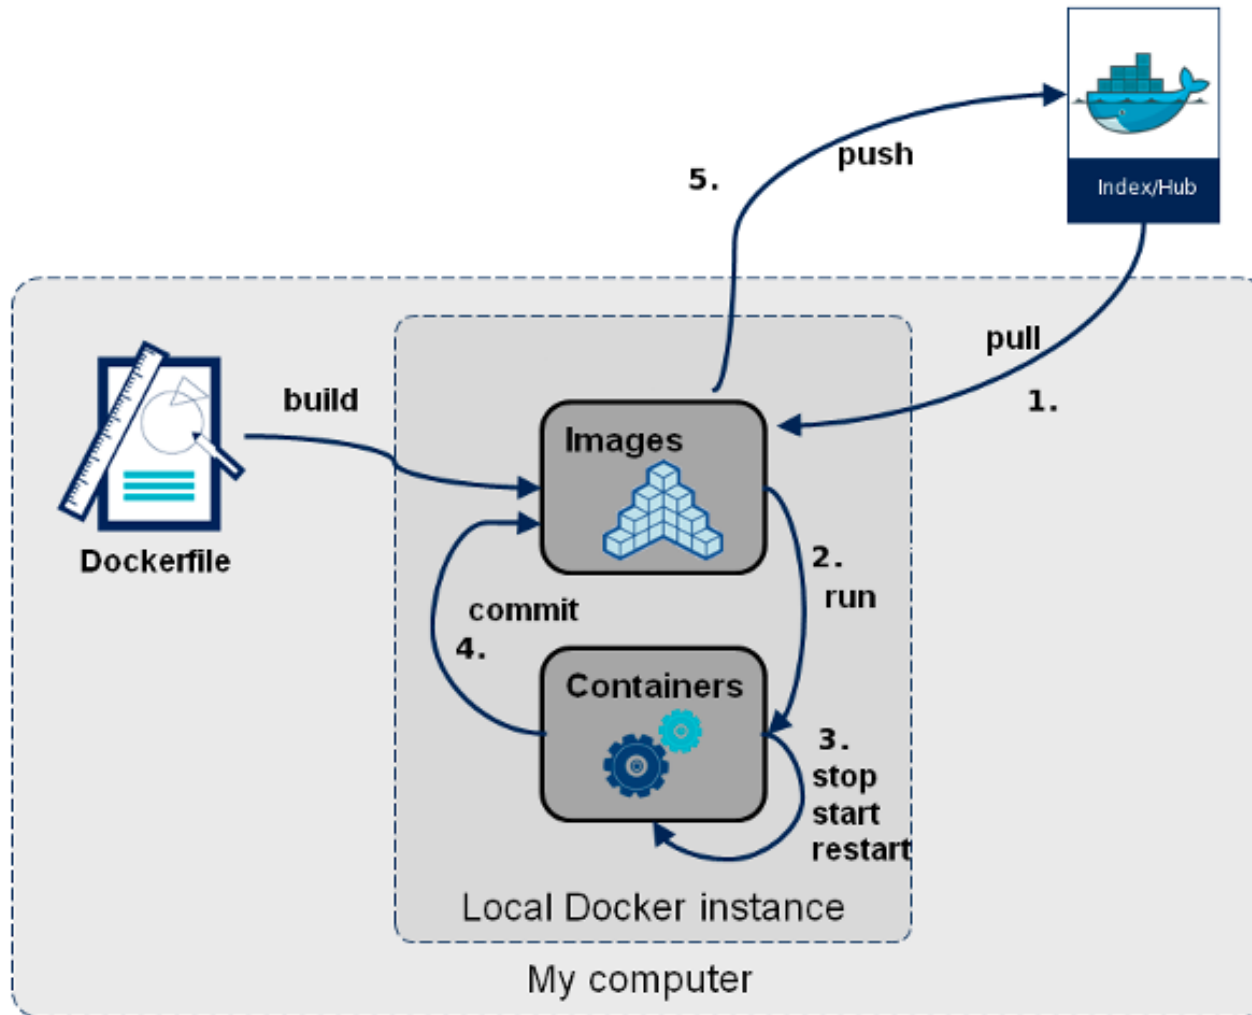 5.
push
Index/Hub
pull
1.
build
Images
Dockerfile
2.
run
commit
4.
Containers
3.
stop
start
restart
Local Docker instance
My computer